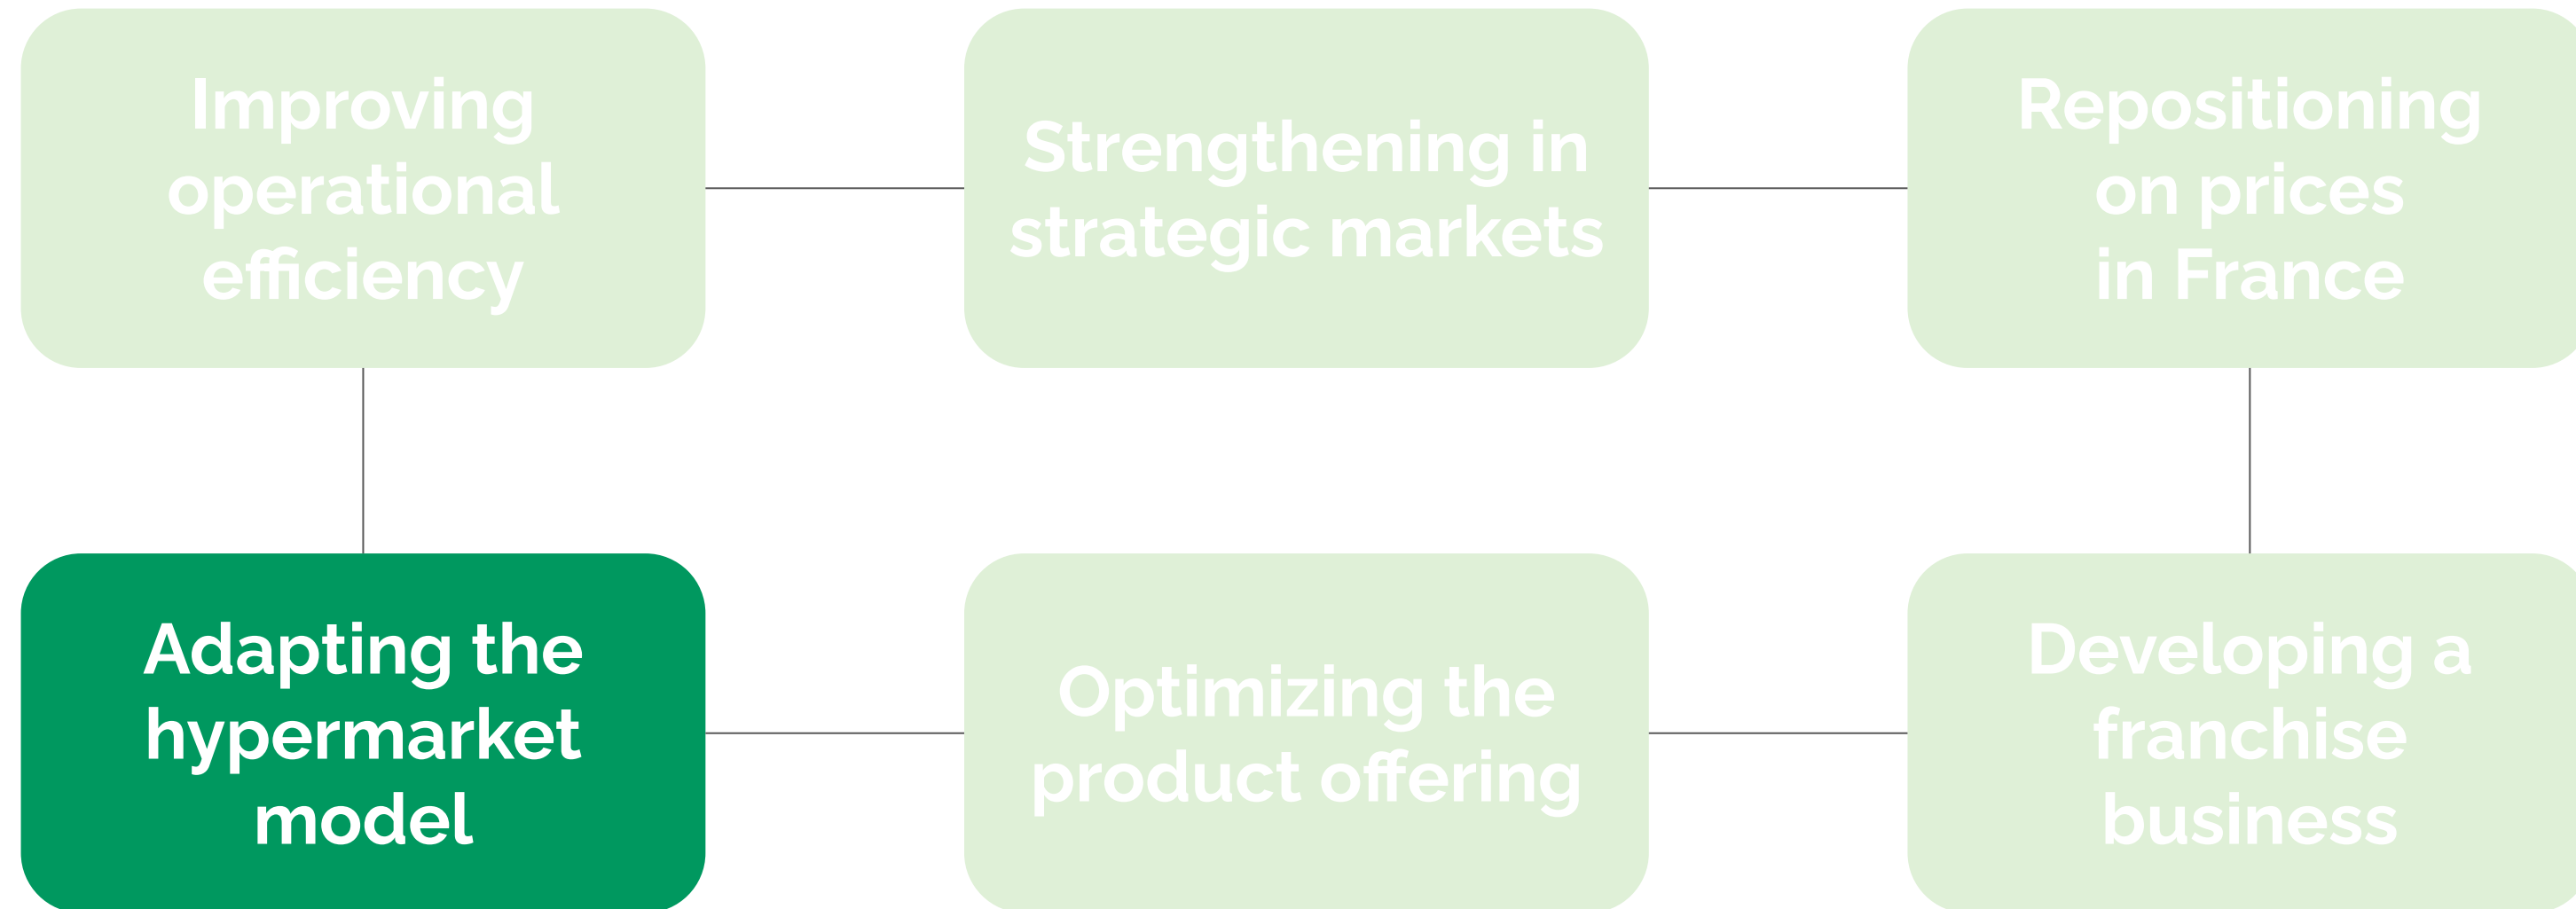 Improving
operational
efficiency
Strengthening in
strategic markets
Repositioning
on prices
in France
Adapting the
hypermarket
model
Optimizing the
product offering
Developing a
franchise
business